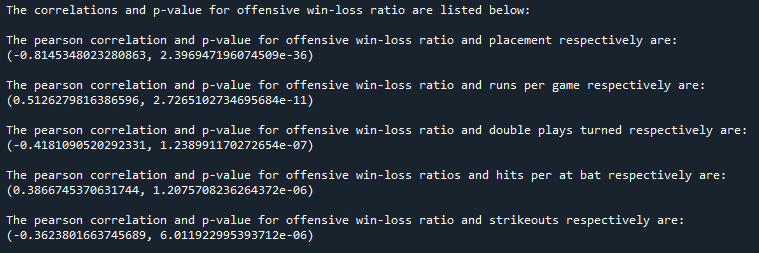 The correlations and p-value for offensive win-loss ratio are listed below:
The pearson correlation and p-value for offensive win-loss ratio and placement respectively are:
(-0.8145348023280863, 2.396947196074509e-36)
The pearson correlation and p-value for offensive win-loss ratio and runs per game respectively are:
(0.5126279816386596, 2.7265102734695684e-11)
The pearson correlation and p-value for offensive win-loss ratio and double plays turned respectively are:
(-0.4181090520292331, 1.238991170272654e-07)
The pearson correlation and p-value for offensive win-loss ratios and hits per at bat respectively are:
(0.3866745370631744, 1.2075708236264372e-06)
The pearson correlation and p-value for offensive win-loss ratio and strikeouts respectively are:
(-0.3623801663745689, 6.011922995393712e-06)